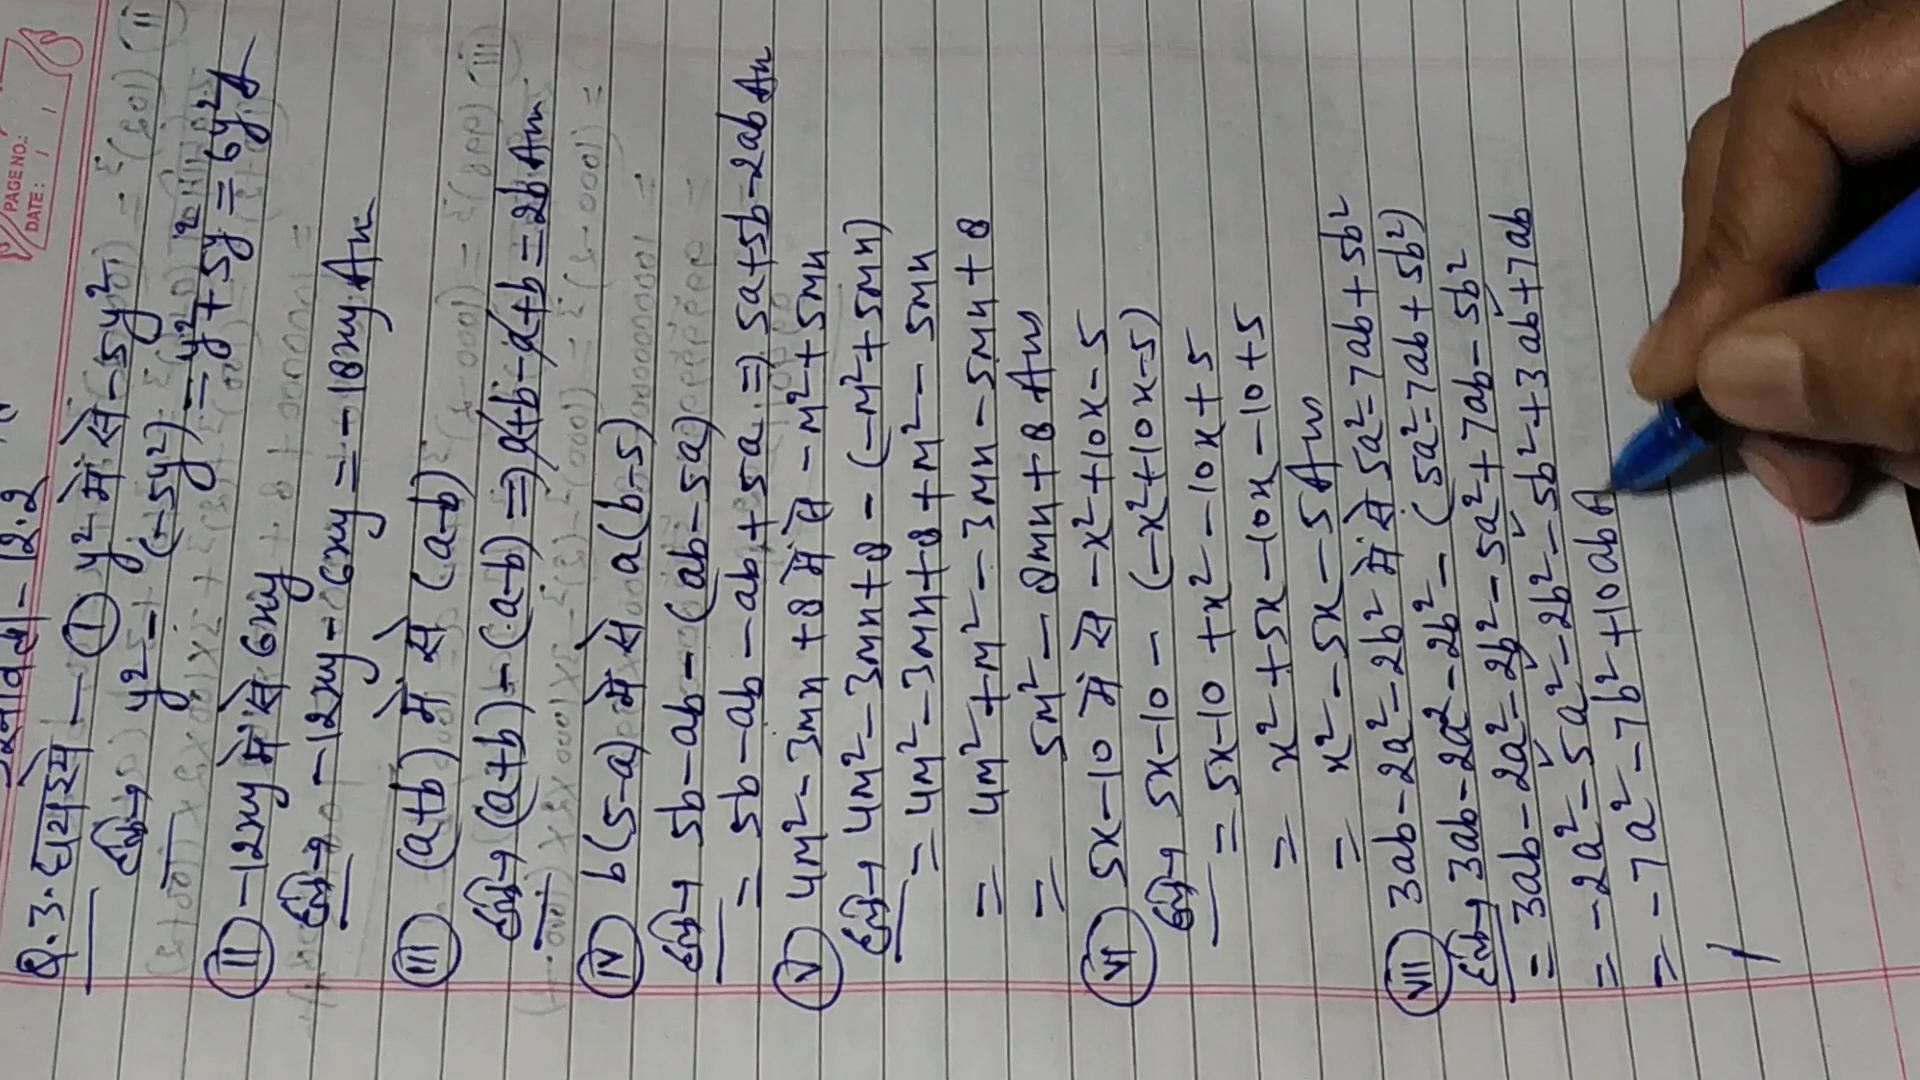 PAGE NO.:
DATE: / /
प्रश्नावली - 12.2
Q.3. घटाइये - (I) y² में से -5y²
हल→ y² - (-5y²) = y² + 5y² = 6y²
(II) -12xy में से 6xy
हल→ -12xy - 6xy = -18xy Ans
(III) (a+b) में से (a-b)
हल→ (a+b) - (a-b) ⇒ a+b-a+b = 2b Ans
(IV) b(5-a) में से a(b-5)
हल→ 5b-ab-(ab-5a)
= 5b-ab-ab+5a ⇒ 5a+5b-2ab An
(V) 4m²-3mn+8 में से -m²+5mn
हल→ 4m²-3mn+8-(-m²+5mn)
= 4m²-3mn+8+m²-5mn
= 4m²+m²-3mn-5mn+8
= 5m²-8mn+8 Ans
(VI) 5x-10 में से -x²+10x-5
हल→ 5x-10-(-x²+10x-5)
= 5x-10+x²-10x+5
= x²+5x-10x-10+5
= x²-5x-5 Ans
(VII) 3ab-2a²-2b² में से 5a²-7ab+5b²
हल→ 3ab-2a²-2b²-(5a²-7ab+5b²)
= 3ab-2a²-2b²-5a²+7ab-5b²
= -2a²-5a²-2b²-5b²+3ab+7ab
= -7a²-7b²+10ab A